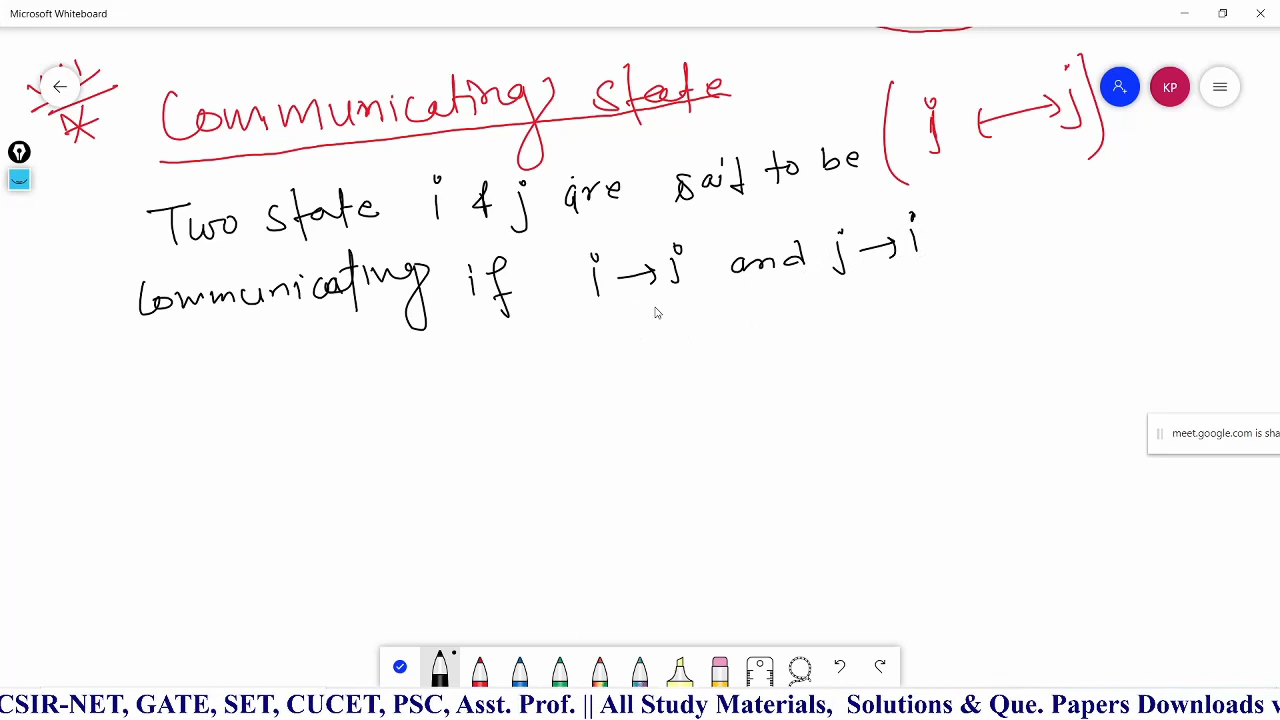 Microsoft Whiteboard
Communicating state (i ⟷ j)
KP
Two state i & j are said to be
communicating if i → j and j → i
meet.google.com is sha
CSIR-NET, GATE, SET, CUCET, PSC, Asst. Prof. || All Study Materials, Solutions & Que. Papers Downloads